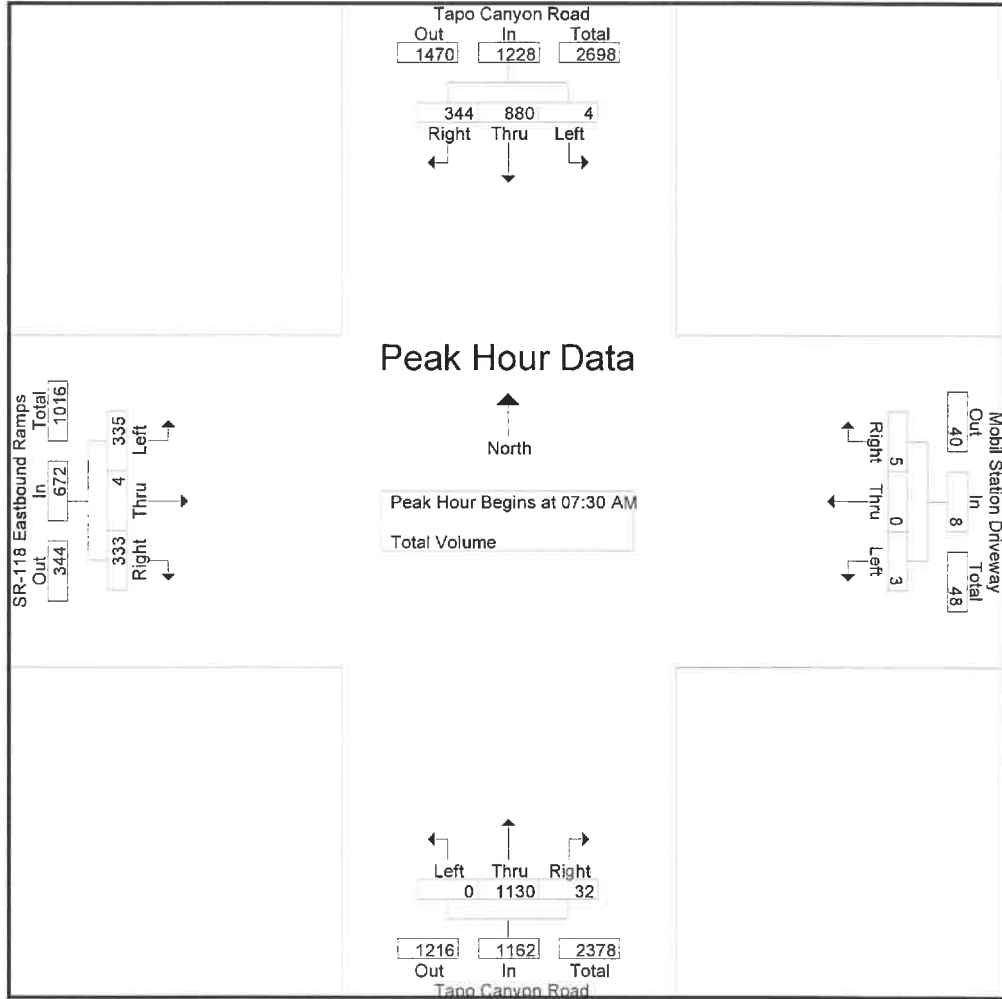 Tapo Canyon Road
Out In Total
1470 1228 2698
344 880 4
Right Thru Left
Peak Hour Data
North
Peak Hour Begins at 07:30 AM
Total Volume
SR-118 Eastbound Ramps
Out In Total
344 672 1016
335 4 333
Left Thru Right
Mobil Station Driveway
Out In Total
40 8 48
Right Thru Left
5 0 3
Left Thru Right
0 1130 32
1216 1162 2378
Out In Total
Tapo Canyon Road